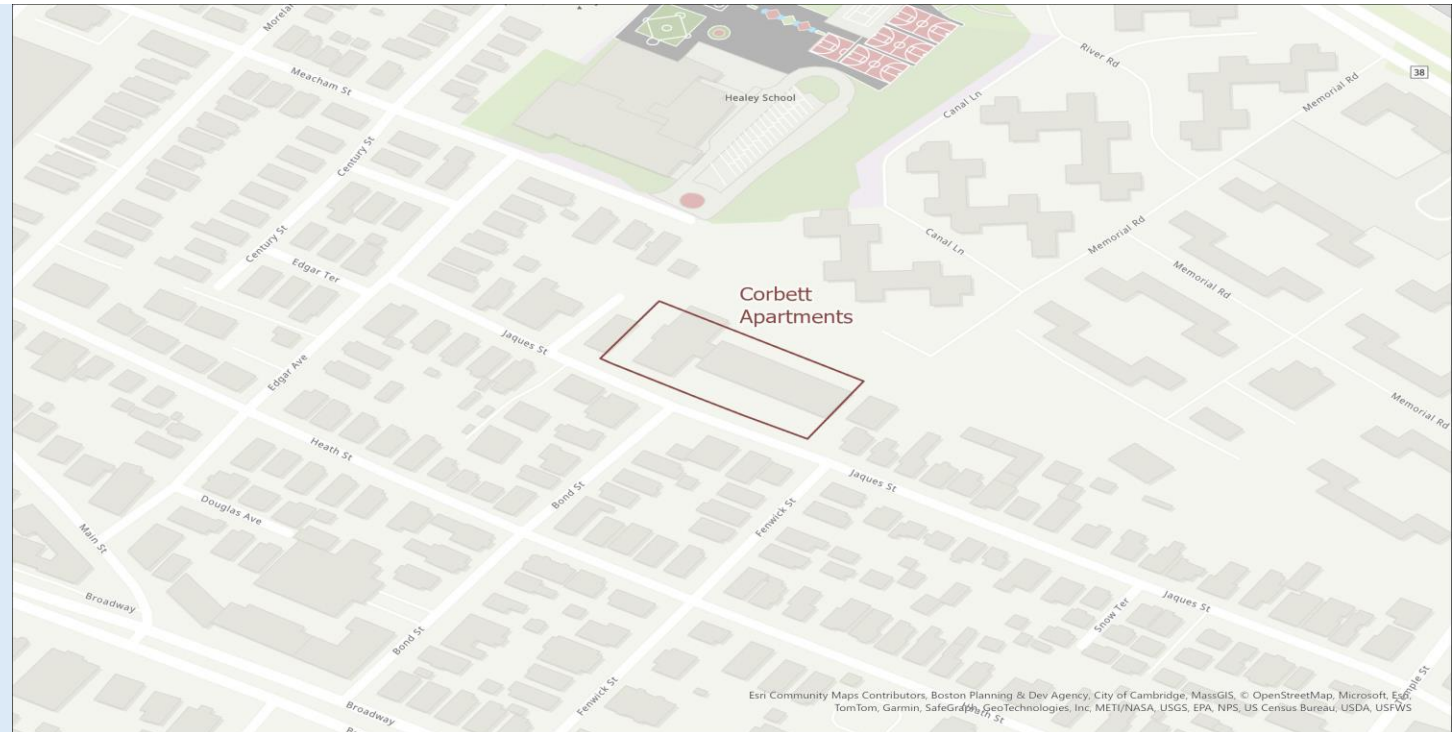 Morelan
Meacham St
Century St
Healey School
River Rd
38
Canal Ln
Memorial Rd
Century St
Edgar Ter
Canal Ln
Memorial Rd
Memorial Rd
Corbett
Apartments
Jaques St
Edgar Ave
Memorial Rd
Heath St
Bond St
Jaques St
Douglas Ave
Fenwick St
Main St
Broadway
Jaques St
Snow Ter
Bond St
Fenwick St
Broadway
Esri Community Maps Contributors, Boston Planning & Dev Agency, City of Cambridge, MassGIS, © OpenStreetMap, Microsoft, Esri,
TomTom, Garmin, SafeGraph, GeoTechnologies, Inc, METI/NASA, USGS, EPA, NPS, US Census Bureau, USDA, USFWS